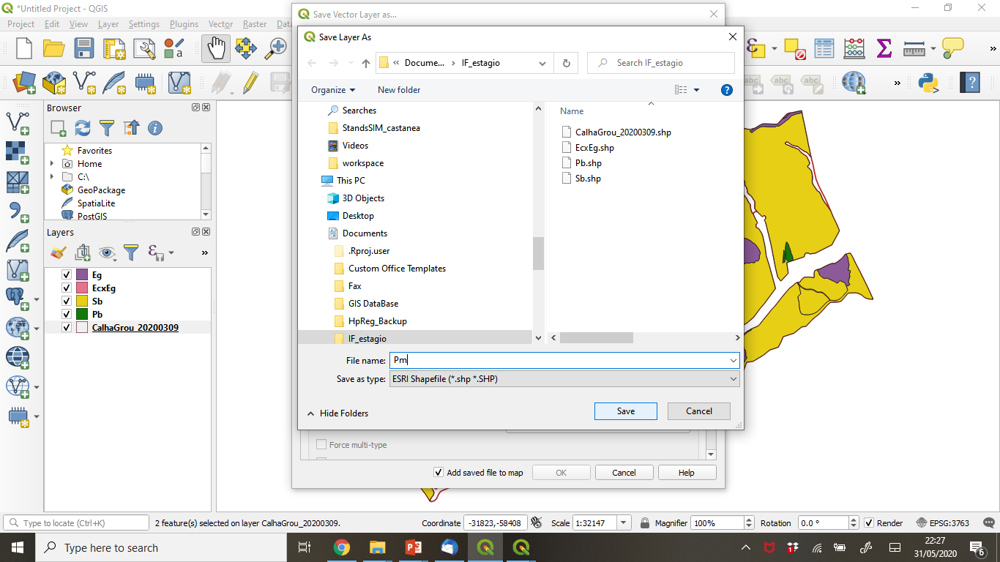 *Untitled Project - QGIS
Project Edit View Layer Settings Plugins Vector Raster Data
Save Vector Layer as...
Save Layer As
Docume... IF_estagio
Search IF_estagio
Organize New folder
Browser
Favorites
Home
C:\
GeoPackage
SpatiaLite
PostGIS
Layers
Eg
EcxEg
Sb
Pb
CalhaGrou_20200309
Searches
StandsSIM_castanea
Videos
workspace
This PC
3D Objects
Desktop
Documents
.Rproj.user
Custom Office Templates
Fax
GIS DataBase
HpReg_Backup
IF_estagio
Name
CalhaGrou_20200309.shp
EcxEg.shp
Pb.shp
Sb.shp
File name: Pm
Save as type: ESRI Shapefile (*.shp *.SHP)
Hide Folders Save Cancel
Force multi-type
Add saved file to map OK Cancel Help
Type to locate (Ctrl+K) 2 feature(s) selected on layer CalhaGrou_20200309. Coordinate -31823,-58408 Scale 1:32147 Magnifier 100% Rotation 0.0 ° Render EPSG:3763
Type here to search
22:27
31/05/2020
6